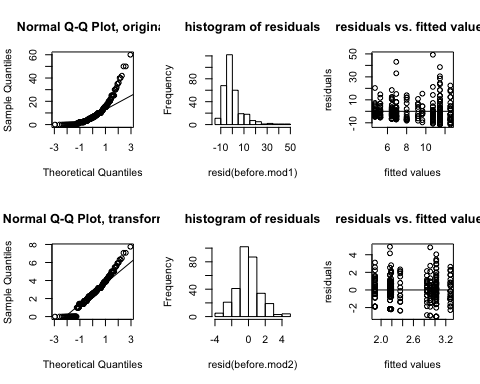 Normal Q-Q Plot, origina
Sample Quantiles
0 20 40 60
-3 -1 1 3
Theoretical Quantiles
histogram of residuals
Frequency
0 40 100
-10 10 30 50
resid(before.mod1)
residuals vs. fitted value
residuals
-10 10 30 50
6 8 10
fitted values
Normal Q-Q Plot, transforr
Sample Quantiles
0 2 4 6 8
-3 -1 1 3
Theoretical Quantiles
histogram of residuals
Frequency
0 20 60 100
-4 0 2 4
resid(before.mod2)
residuals vs. fitted value
residuals
-2 0 2 4
2.0 2.6 3.2
fitted values